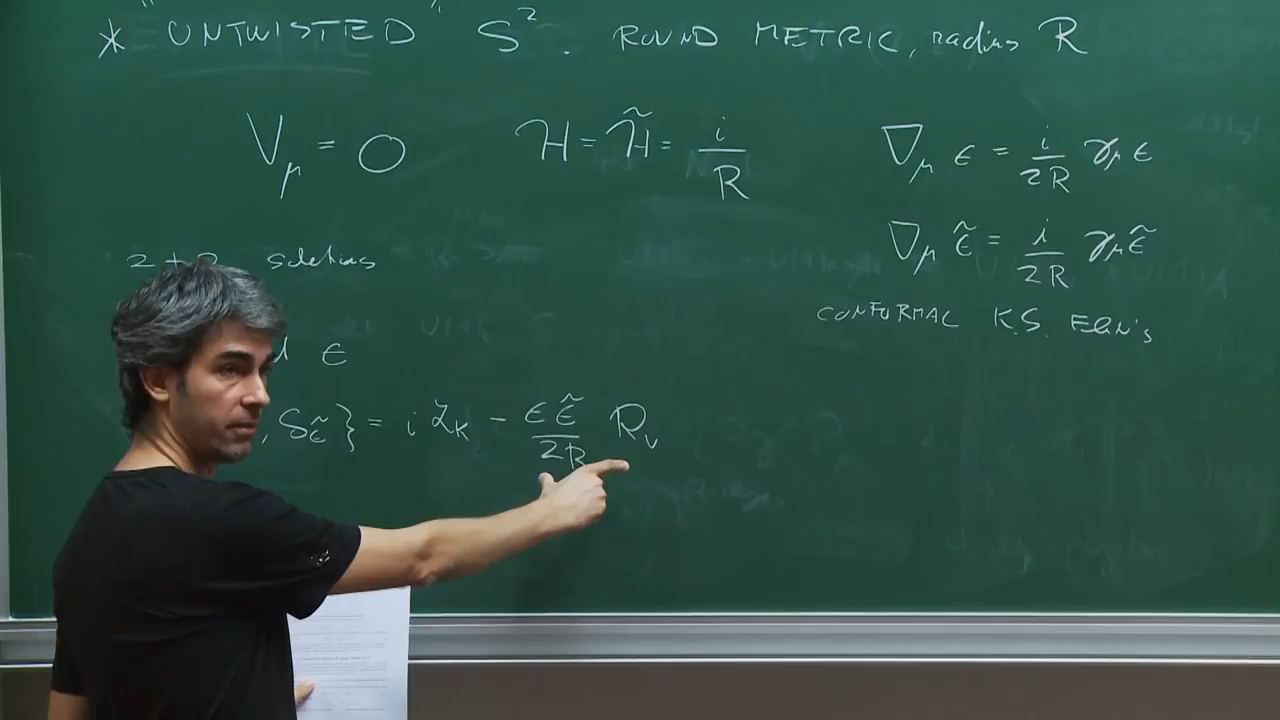 * "UNTWISTED" S². ROUND METRIC, radius R
V_μ = 0 ℋ = ℋ̃ = i/R ∇_μ ε = i/2R γ_μ ε
∇_μ ε̃ = i/2R γ_μ ε̃
2 + 2 solutions
CONFORMAL K.S. EQN's
ε
, δ_ε̃ } = i ℒ_K − ε ε̃/2R R_V